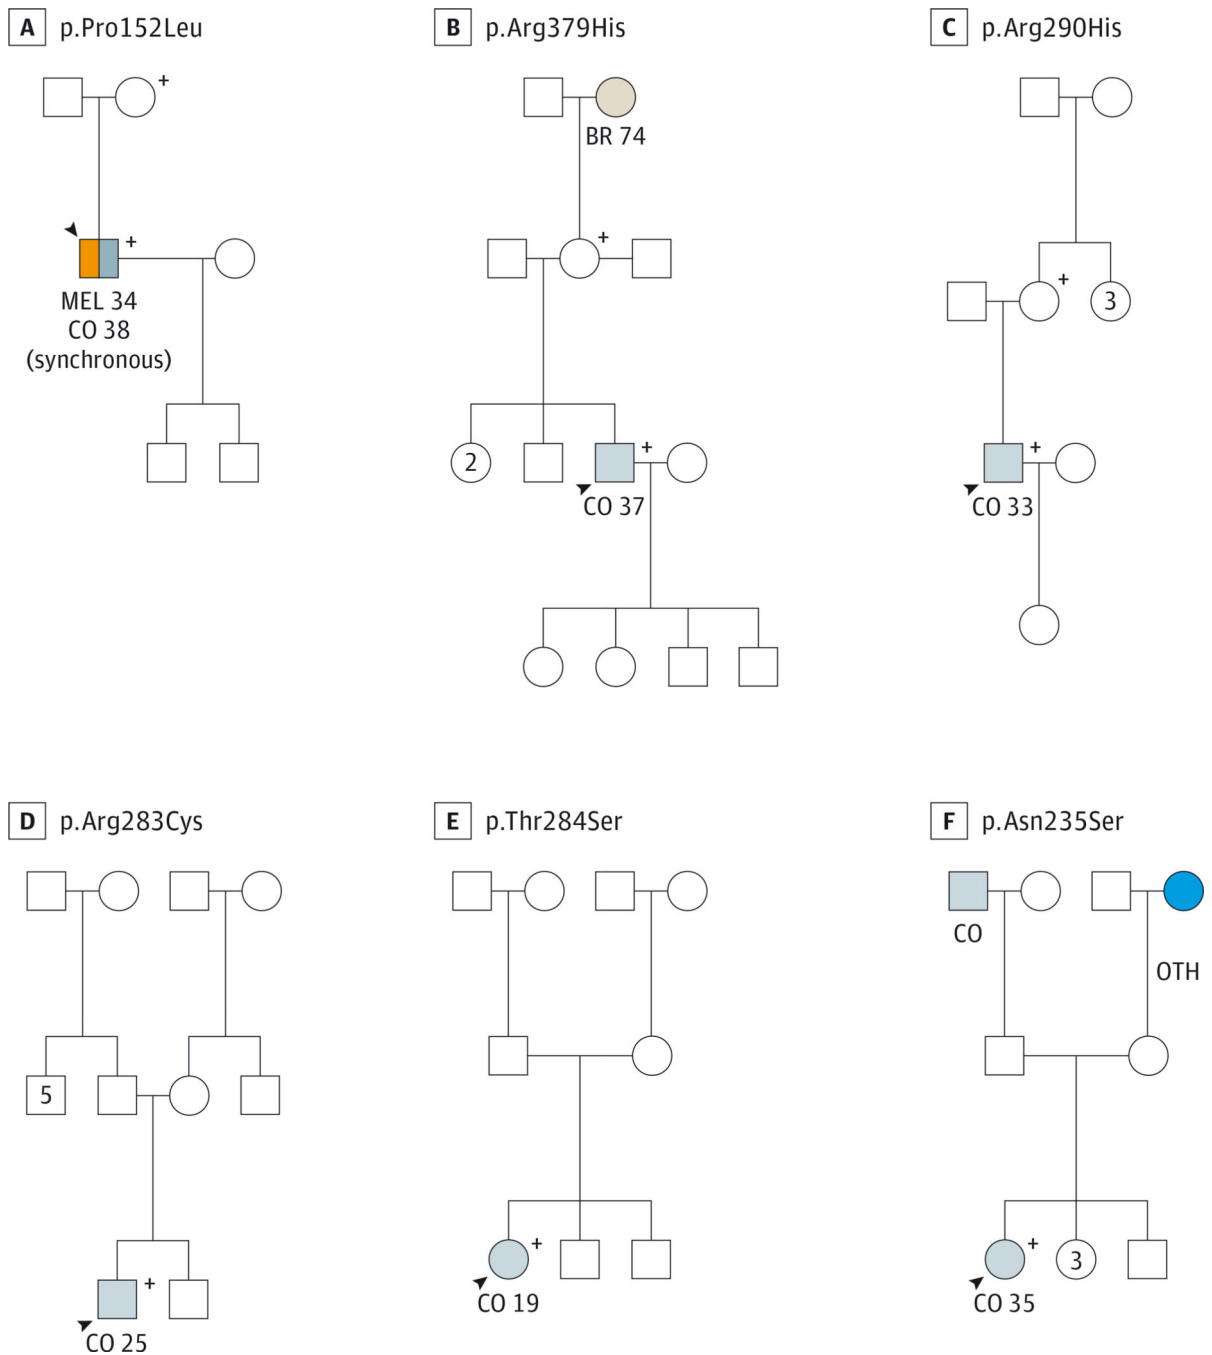 A p.Pro152Leu
+
+
MEL 34
CO 38
(synchronous)
B p.Arg379His
BR 74
+
2
+
CO 37
C p.Arg290His
+
3
+
CO 33
D p.Arg283Cys
5
+
CO 25
E p.Thr284Ser
+
CO 19
F p.Asn235Ser
CO
OTH
+
3
CO 35